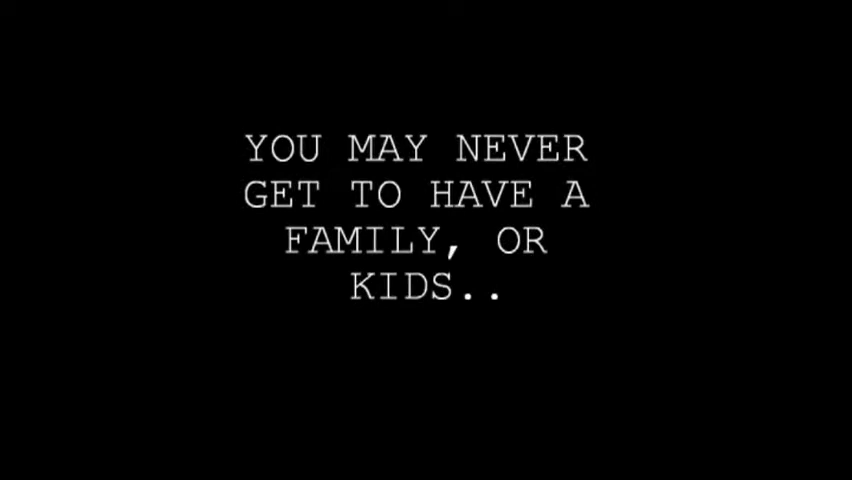 YOU MAY NEVER
GET TO HAVE A
FAMILY, OR
KIDS..